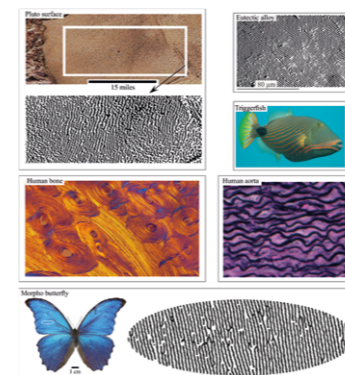 Pluto surface
15 miles
Eutectic alloy
80 μm
Triggerfish
Human bone
Human aorta
Morpho butterfly
1 cm